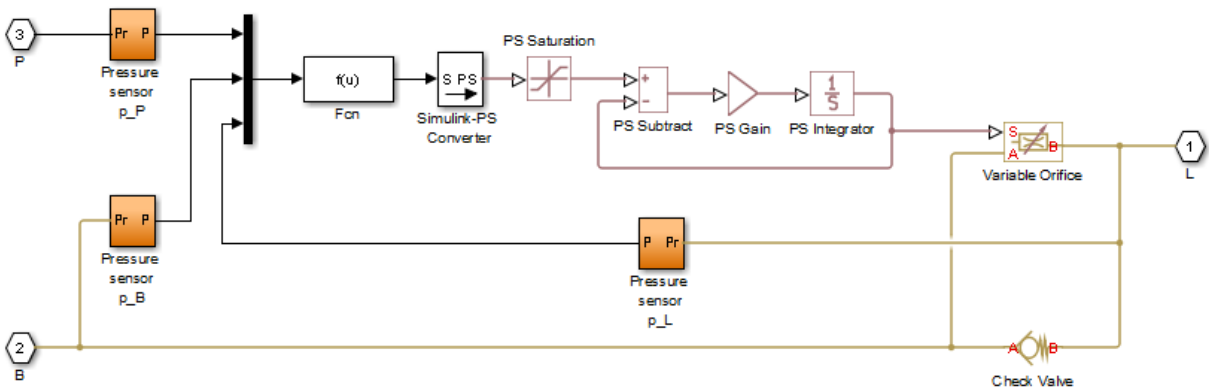 3
P
Pr P
Pressure
sensor
p_P
f(u)
Fcn
S PS
Simulink-PS
Converter
PS Saturation
+
−
PS Subtract
PS Gain
1
s
PS Integrator
S
A
B
Variable Orifice
1
L
Pr P
Pressure
sensor
p_B
P Pr
Pressure
sensor
p_L
2
B
A
B
Check Valve